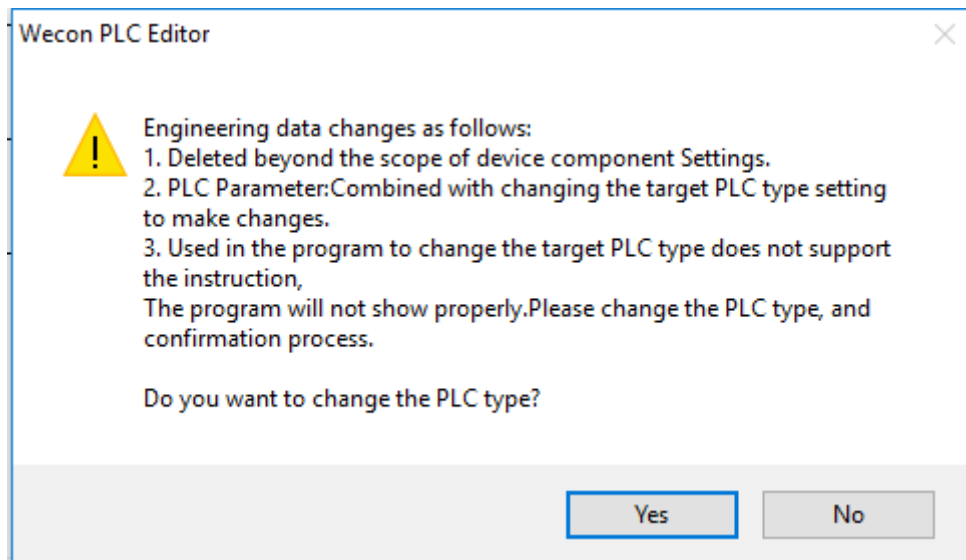 Wecon PLC Editor
Engineering data changes as follows:
1. Deleted beyond the scope of device component Settings.
2. PLC Parameter:Combined with changing the target PLC type setting
to make changes.
3. Used in the program to change the target PLC type does not support
the instruction,
The program will not show properly.Please change the PLC type, and
confirmation process.
Do you want to change the PLC type?
Yes
No